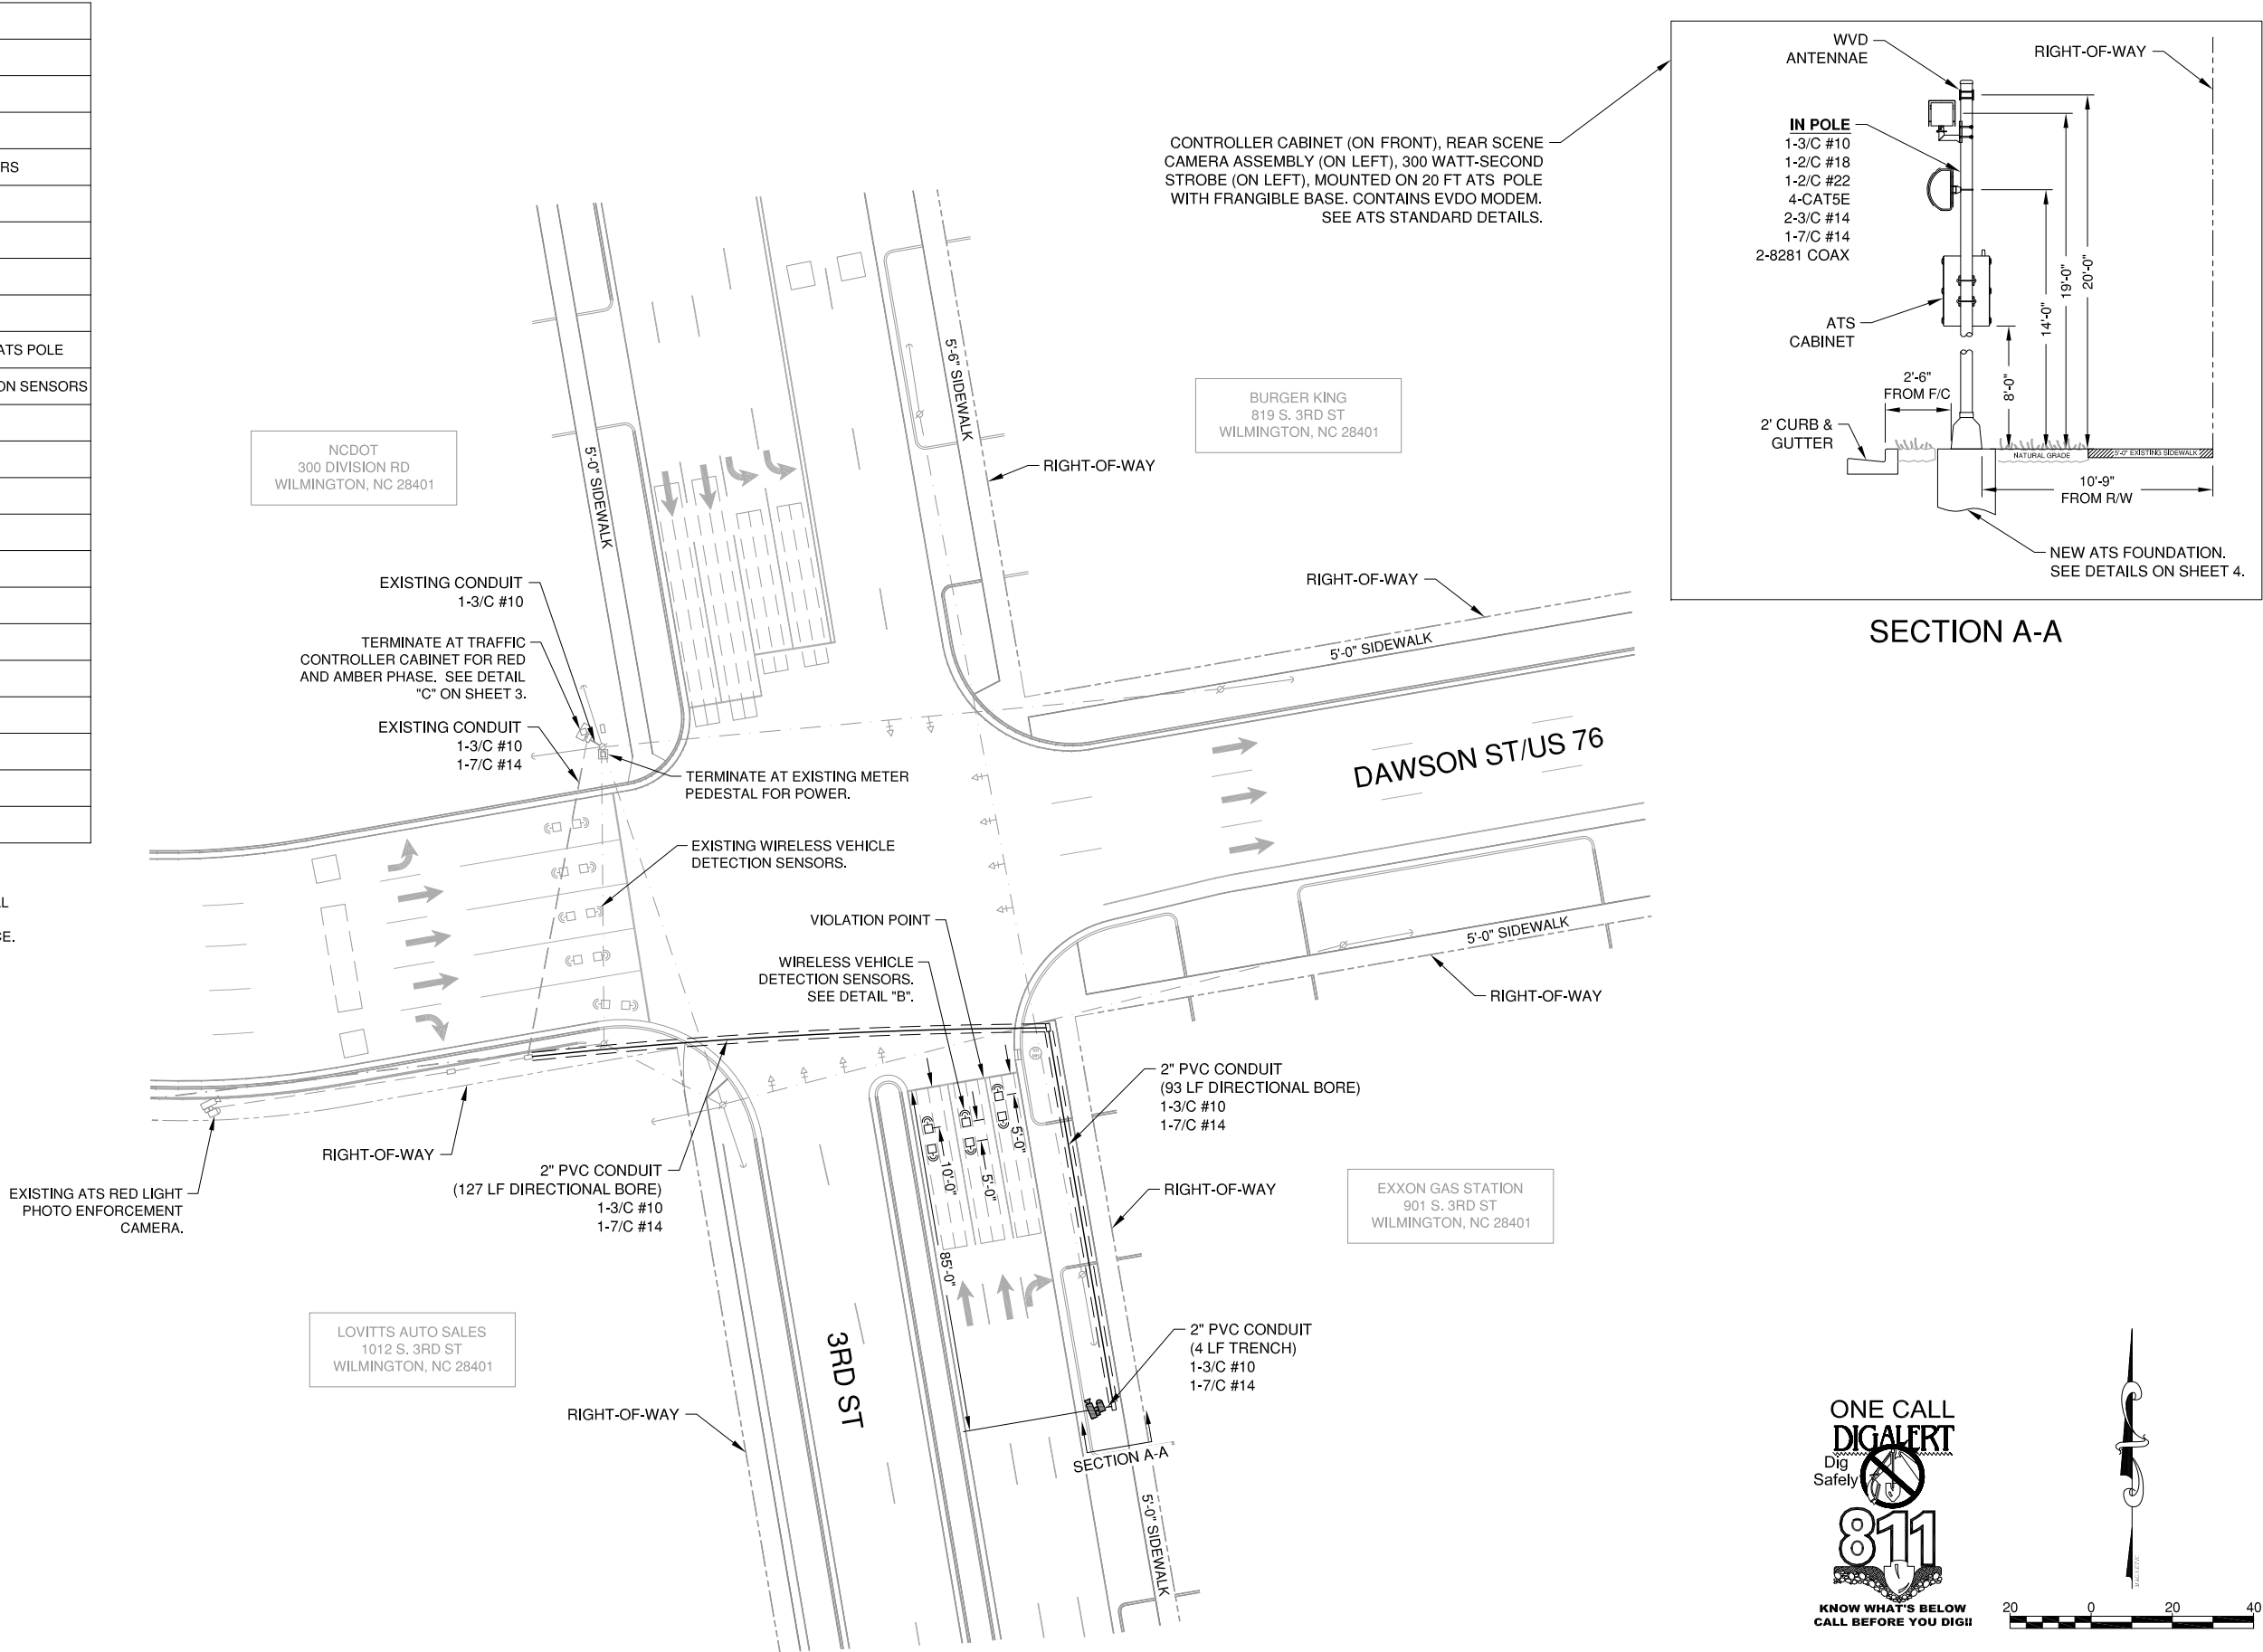 RS
ATS POLE
ON SENSORS
CE.
CONTROLLER CABINET (ON FRONT), REAR SCENE
CAMERA ASSEMBLY (ON LEFT), 300 WATT-SECOND
STROBE (ON LEFT), MOUNTED ON 20 FT ATS POLE
WITH FRANGIBLE BASE. CONTAINS EVDO MODEM.
SEE ATS STANDARD DETAILS.
WVD
ANTENNAE
RIGHT-OF-WAY
IN POLE
1-3/C #10
1-2/C #18
1-2/C #22
4-CAT5E
2-3/C #14
1-7/C #14
2-8281 COAX
ATS
CABINET
2'-6"
FROM F/C
2' CURB &
GUTTER
8'-0"
14'-0"
19'-0"
20'-0"
NATURAL GRADE
5'-0" EXISTING SIDEWALK
10'-9"
FROM R/W
NEW ATS FOUNDATION.
SEE DETAILS ON SHEET 4.
SECTION A-A
NCDOT
300 DIVISION RD
WILMINGTON, NC 28401
BURGER KING
819 S. 3RD ST
WILMINGTON, NC 28401
5'-0" SIDEWALK
5'-6" SIDEWALK
RIGHT-OF-WAY
EXISTING CONDUIT
1-3/C #10
TERMINATE AT TRAFFIC
CONTROLLER CABINET FOR RED
AND AMBER PHASE. SEE DETAIL
"C" ON SHEET 3.
EXISTING CONDUIT
1-3/C #10
1-7/C #14
TERMINATE AT EXISTING METER
PEDESTAL FOR POWER.
RIGHT-OF-WAY
5'-0" SIDEWALK
DAWSON ST/US 76
EXISTING WIRELESS VEHICLE
DETECTION SENSORS.
VIOLATION POINT
WIRELESS VEHICLE
DETECTION SENSORS.
SEE DETAIL "B".
5'-0" SIDEWALK
RIGHT-OF-WAY
2" PVC CONDUIT
(93 LF DIRECTIONAL BORE)
1-3/C #10
1-7/C #14
RIGHT-OF-WAY
EXISTING ATS RED LIGHT
PHOTO ENFORCEMENT
CAMERA.
RIGHT-OF-WAY
2" PVC CONDUIT
(127 LF DIRECTIONAL BORE)
1-3/C #10
1-7/C #14
10'-0"
5'-0"
5'-0"
85'-0"
EXXON GAS STATION
901 S. 3RD ST
WILMINGTON, NC 28401
LOVITTS AUTO SALES
1012 S. 3RD ST
WILMINGTON, NC 28401
RIGHT-OF-WAY
3RD ST
2" PVC CONDUIT
(4 LF TRENCH)
1-3/C #10
1-7/C #14
SECTION A-A
5'-0" SIDEWALK
ONE CALL
DIGALERT
Dig
Safely
811
KNOW WHAT'S BELOW
CALL BEFORE YOU DIG!!
20 0 20 40